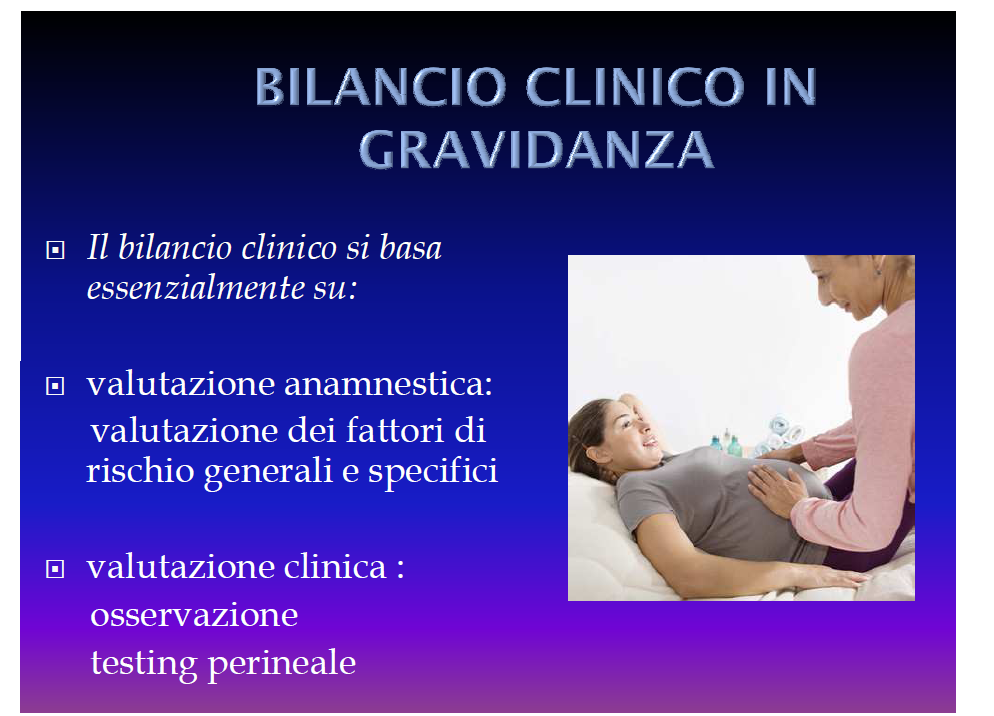 BILANCIO CLINICO IN
GRAVIDANZA
Il bilancio clinico si basa
essenzialmente su:
valutazione anamnestica:
valutazione dei fattori di
rischio generali e specifici
valutazione clinica :
osservazione
testing perineale